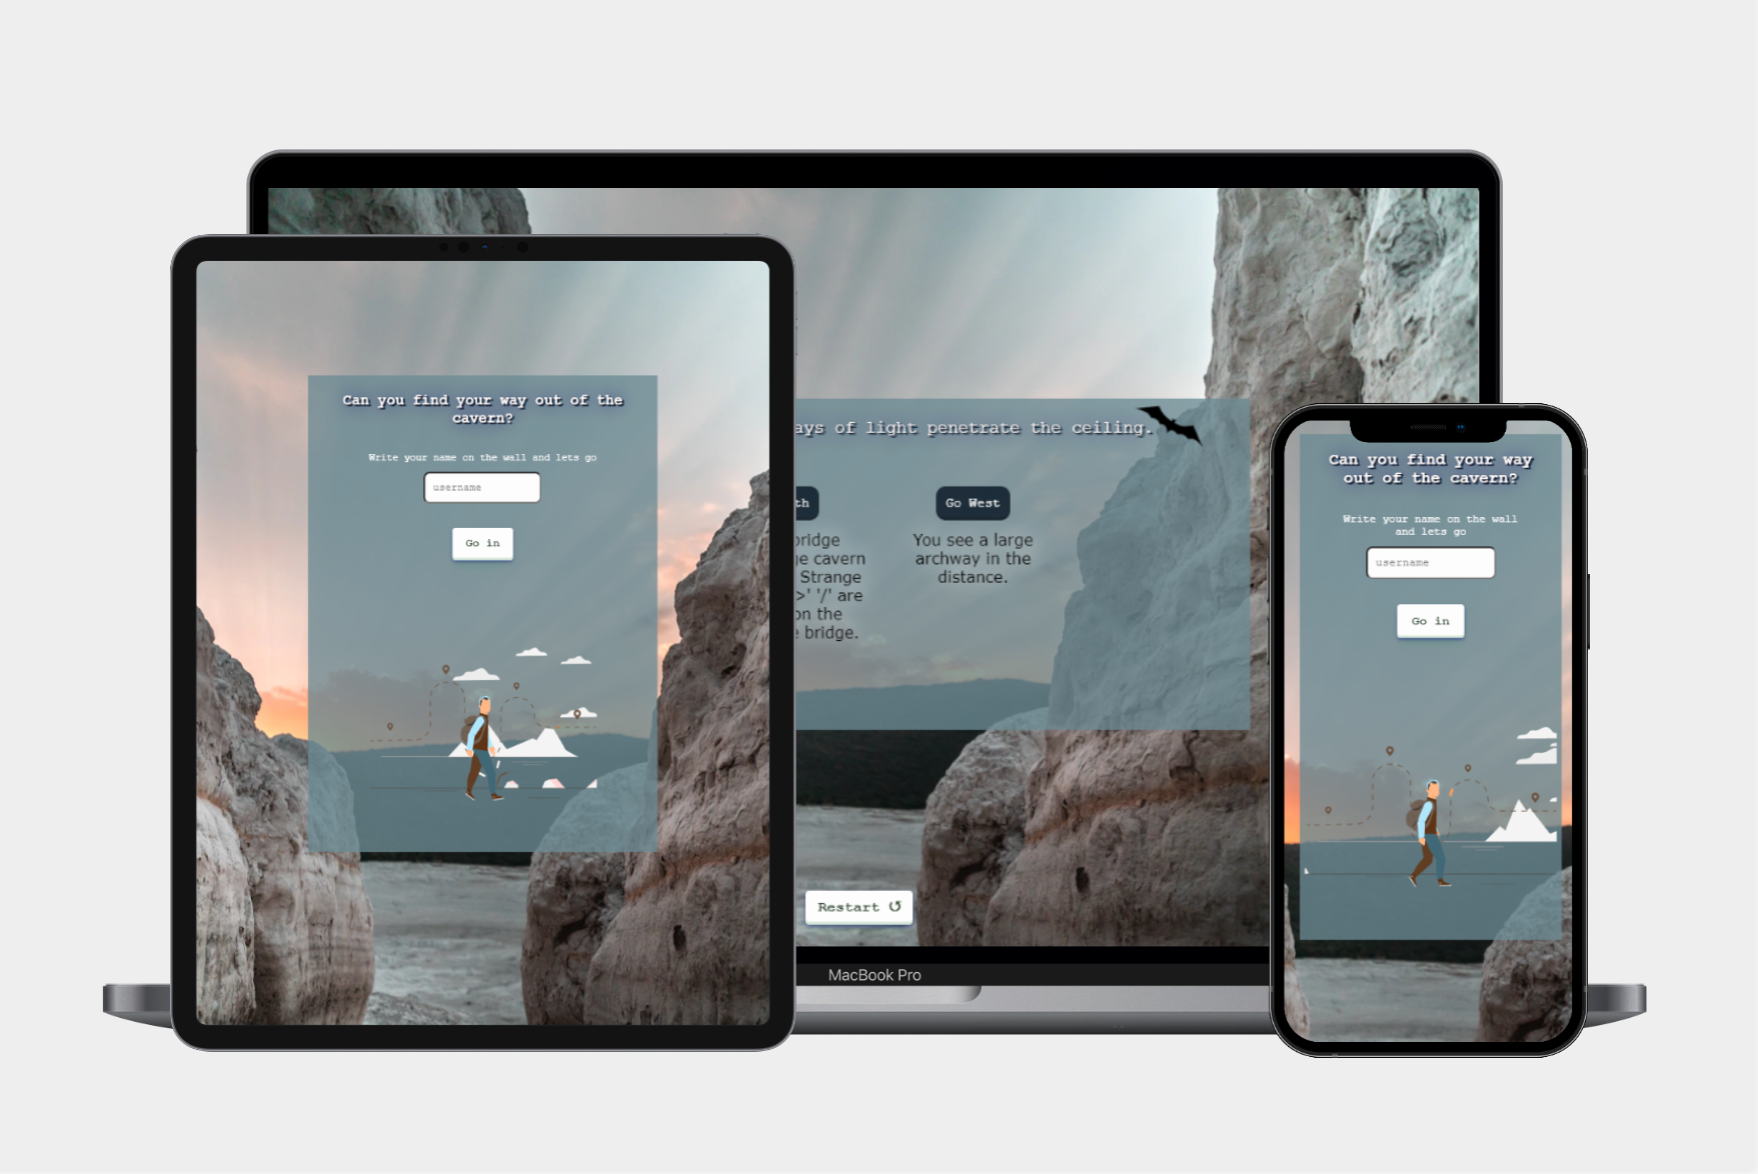 Can you find your way out of the
cavern?
Write your name on the wall and lets go
username
Go in
ays of light penetrate the ceiling.
th
Go West
bridge
ge cavern
Strange
>' '/' are
on the
e bridge.
You see a large
archway in the
distance.
Restart ↺
MacBook Pro
Can you find your way
out of the cavern?
Write your name on the wall
and lets go
username
Go in